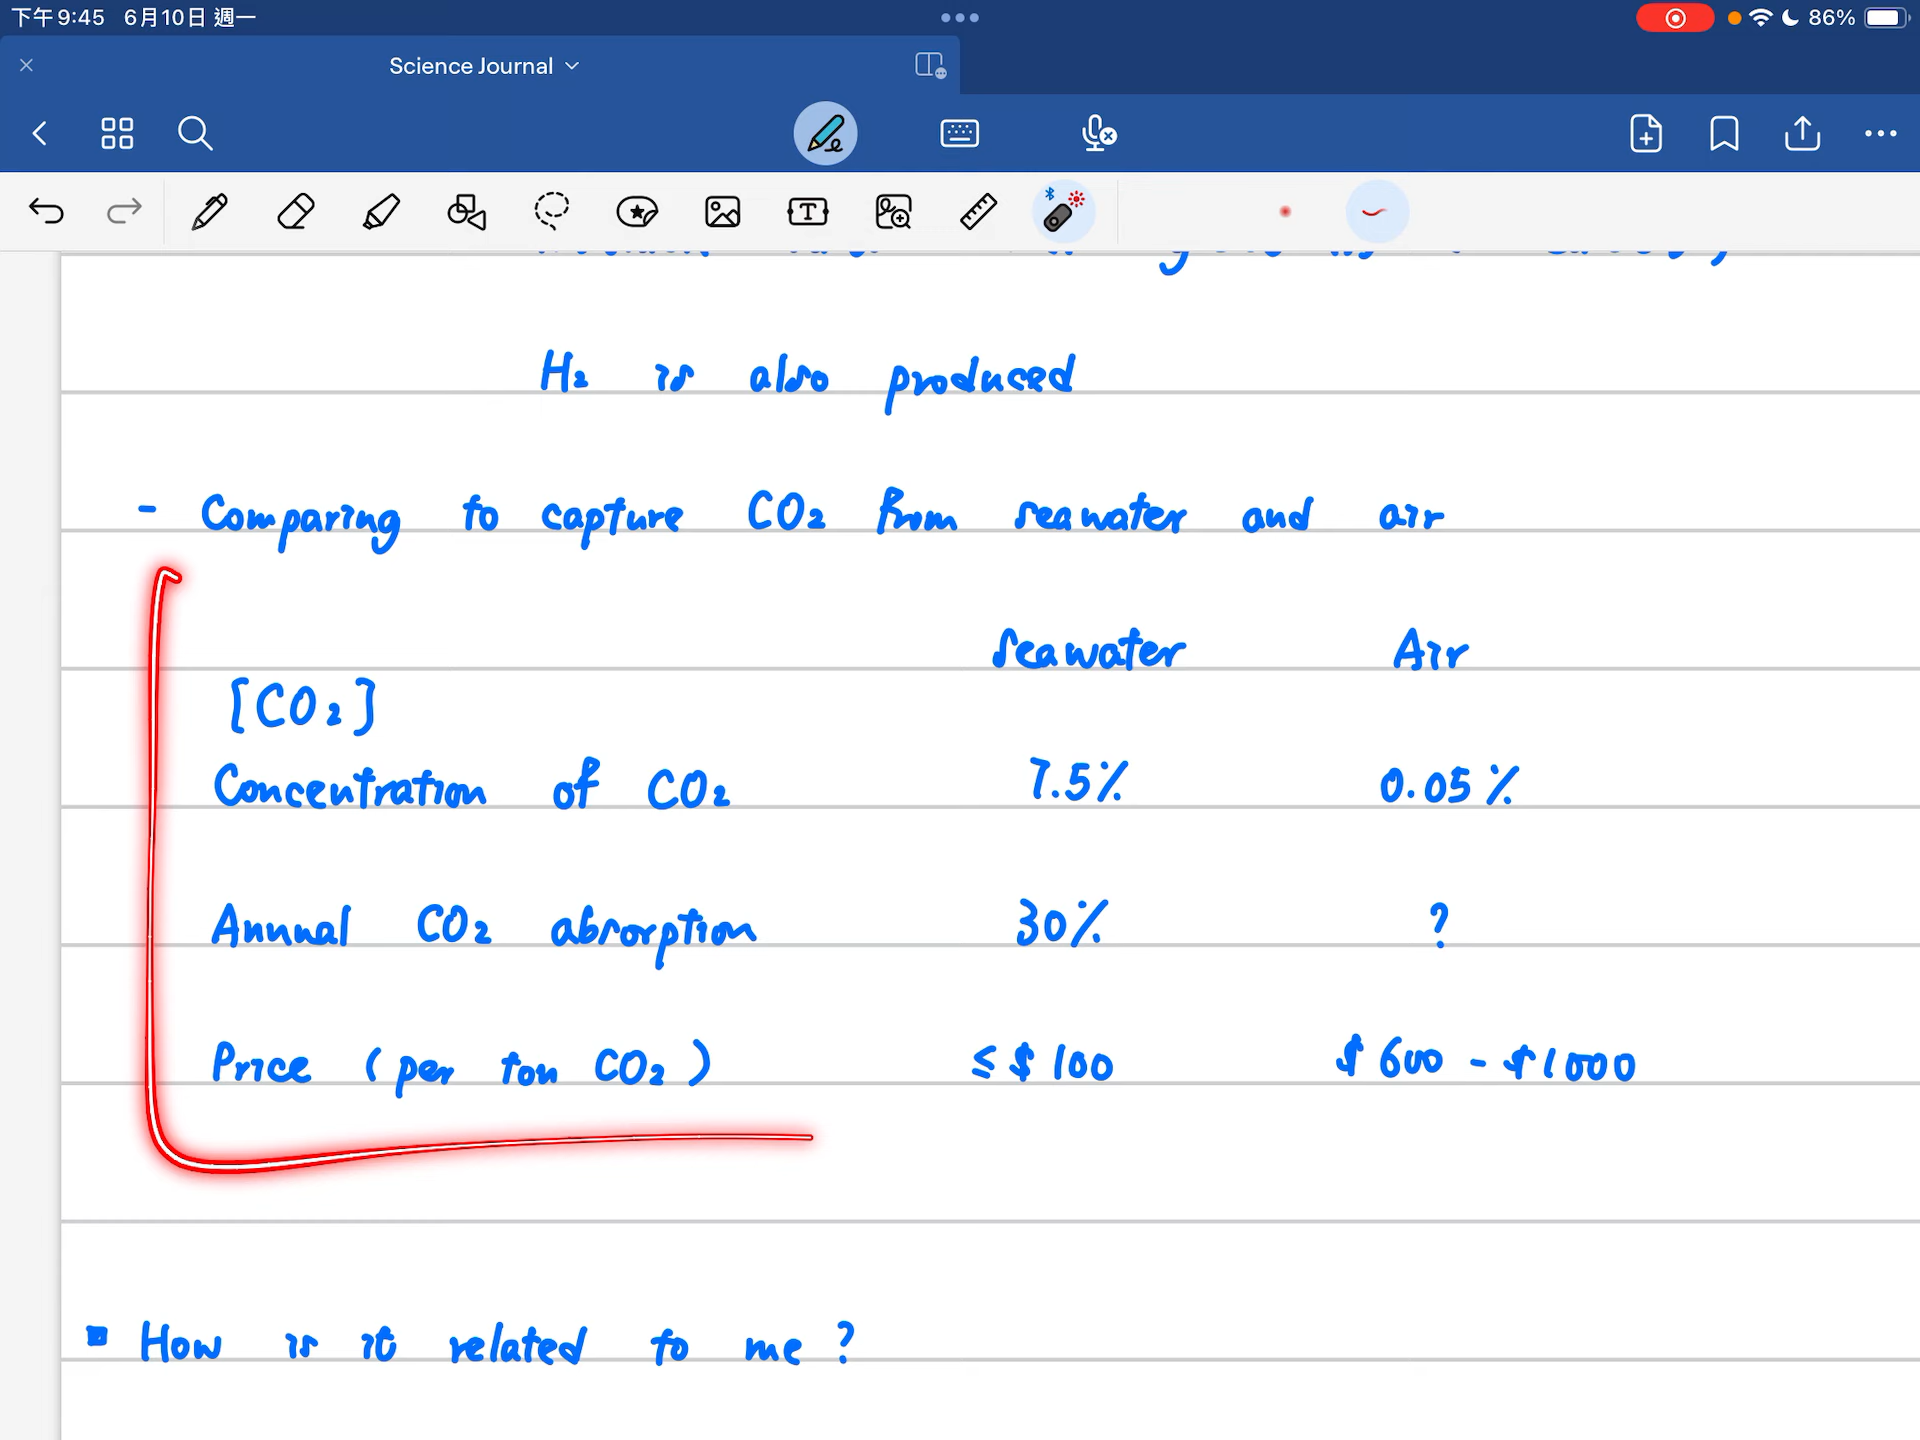 下午9:45 6月10日 週一 86%
Science Journal
H2 is also produced
- Comparing to capture CO2 from seawater and air
Seawater Air
[CO2]
Concentration of CO2 7.5% 0.05%
Annual CO2 absorption 30% ?
Price (per ton CO2) ≤$100 $600 - $1000
▪ How is it related to me?